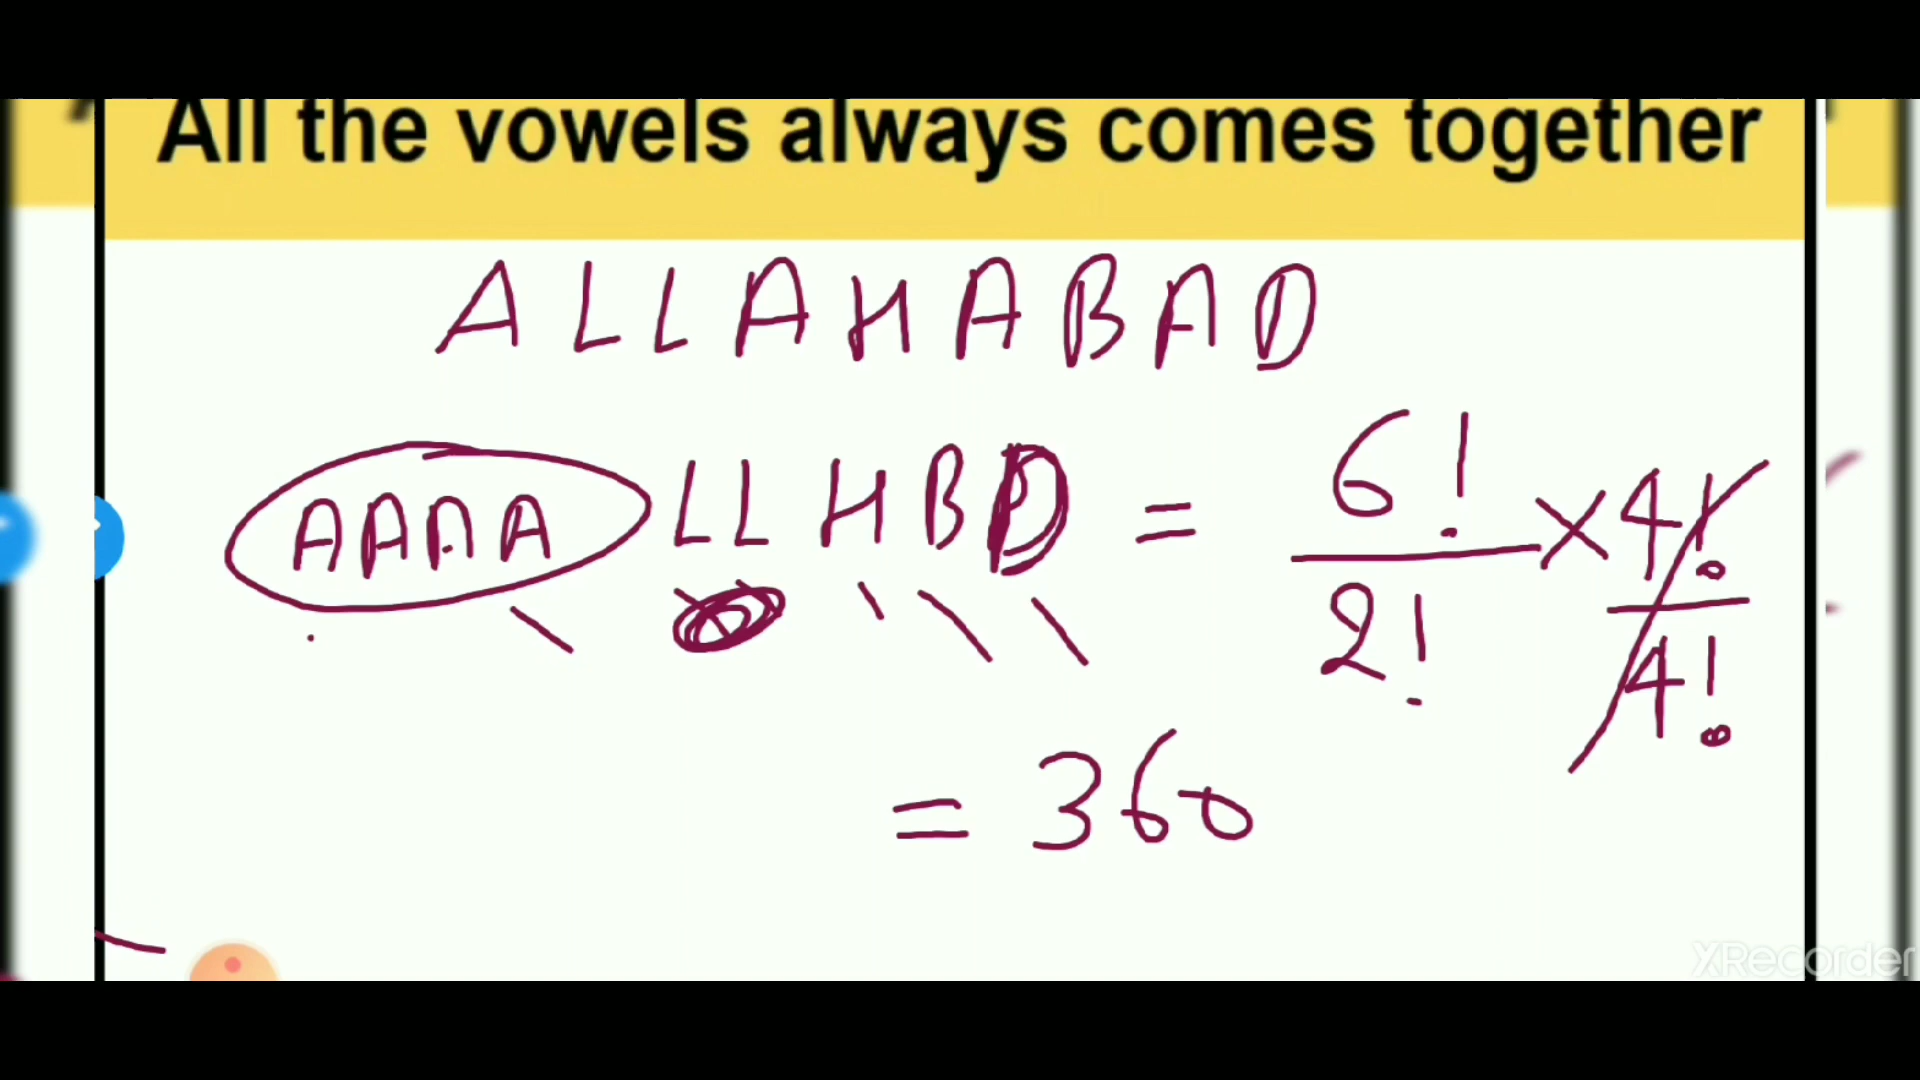 All the vowels always comes together
ALLAHABAD
AAAA LLHBD = 6!/2! × 4!/4!
= 360
XRecorder